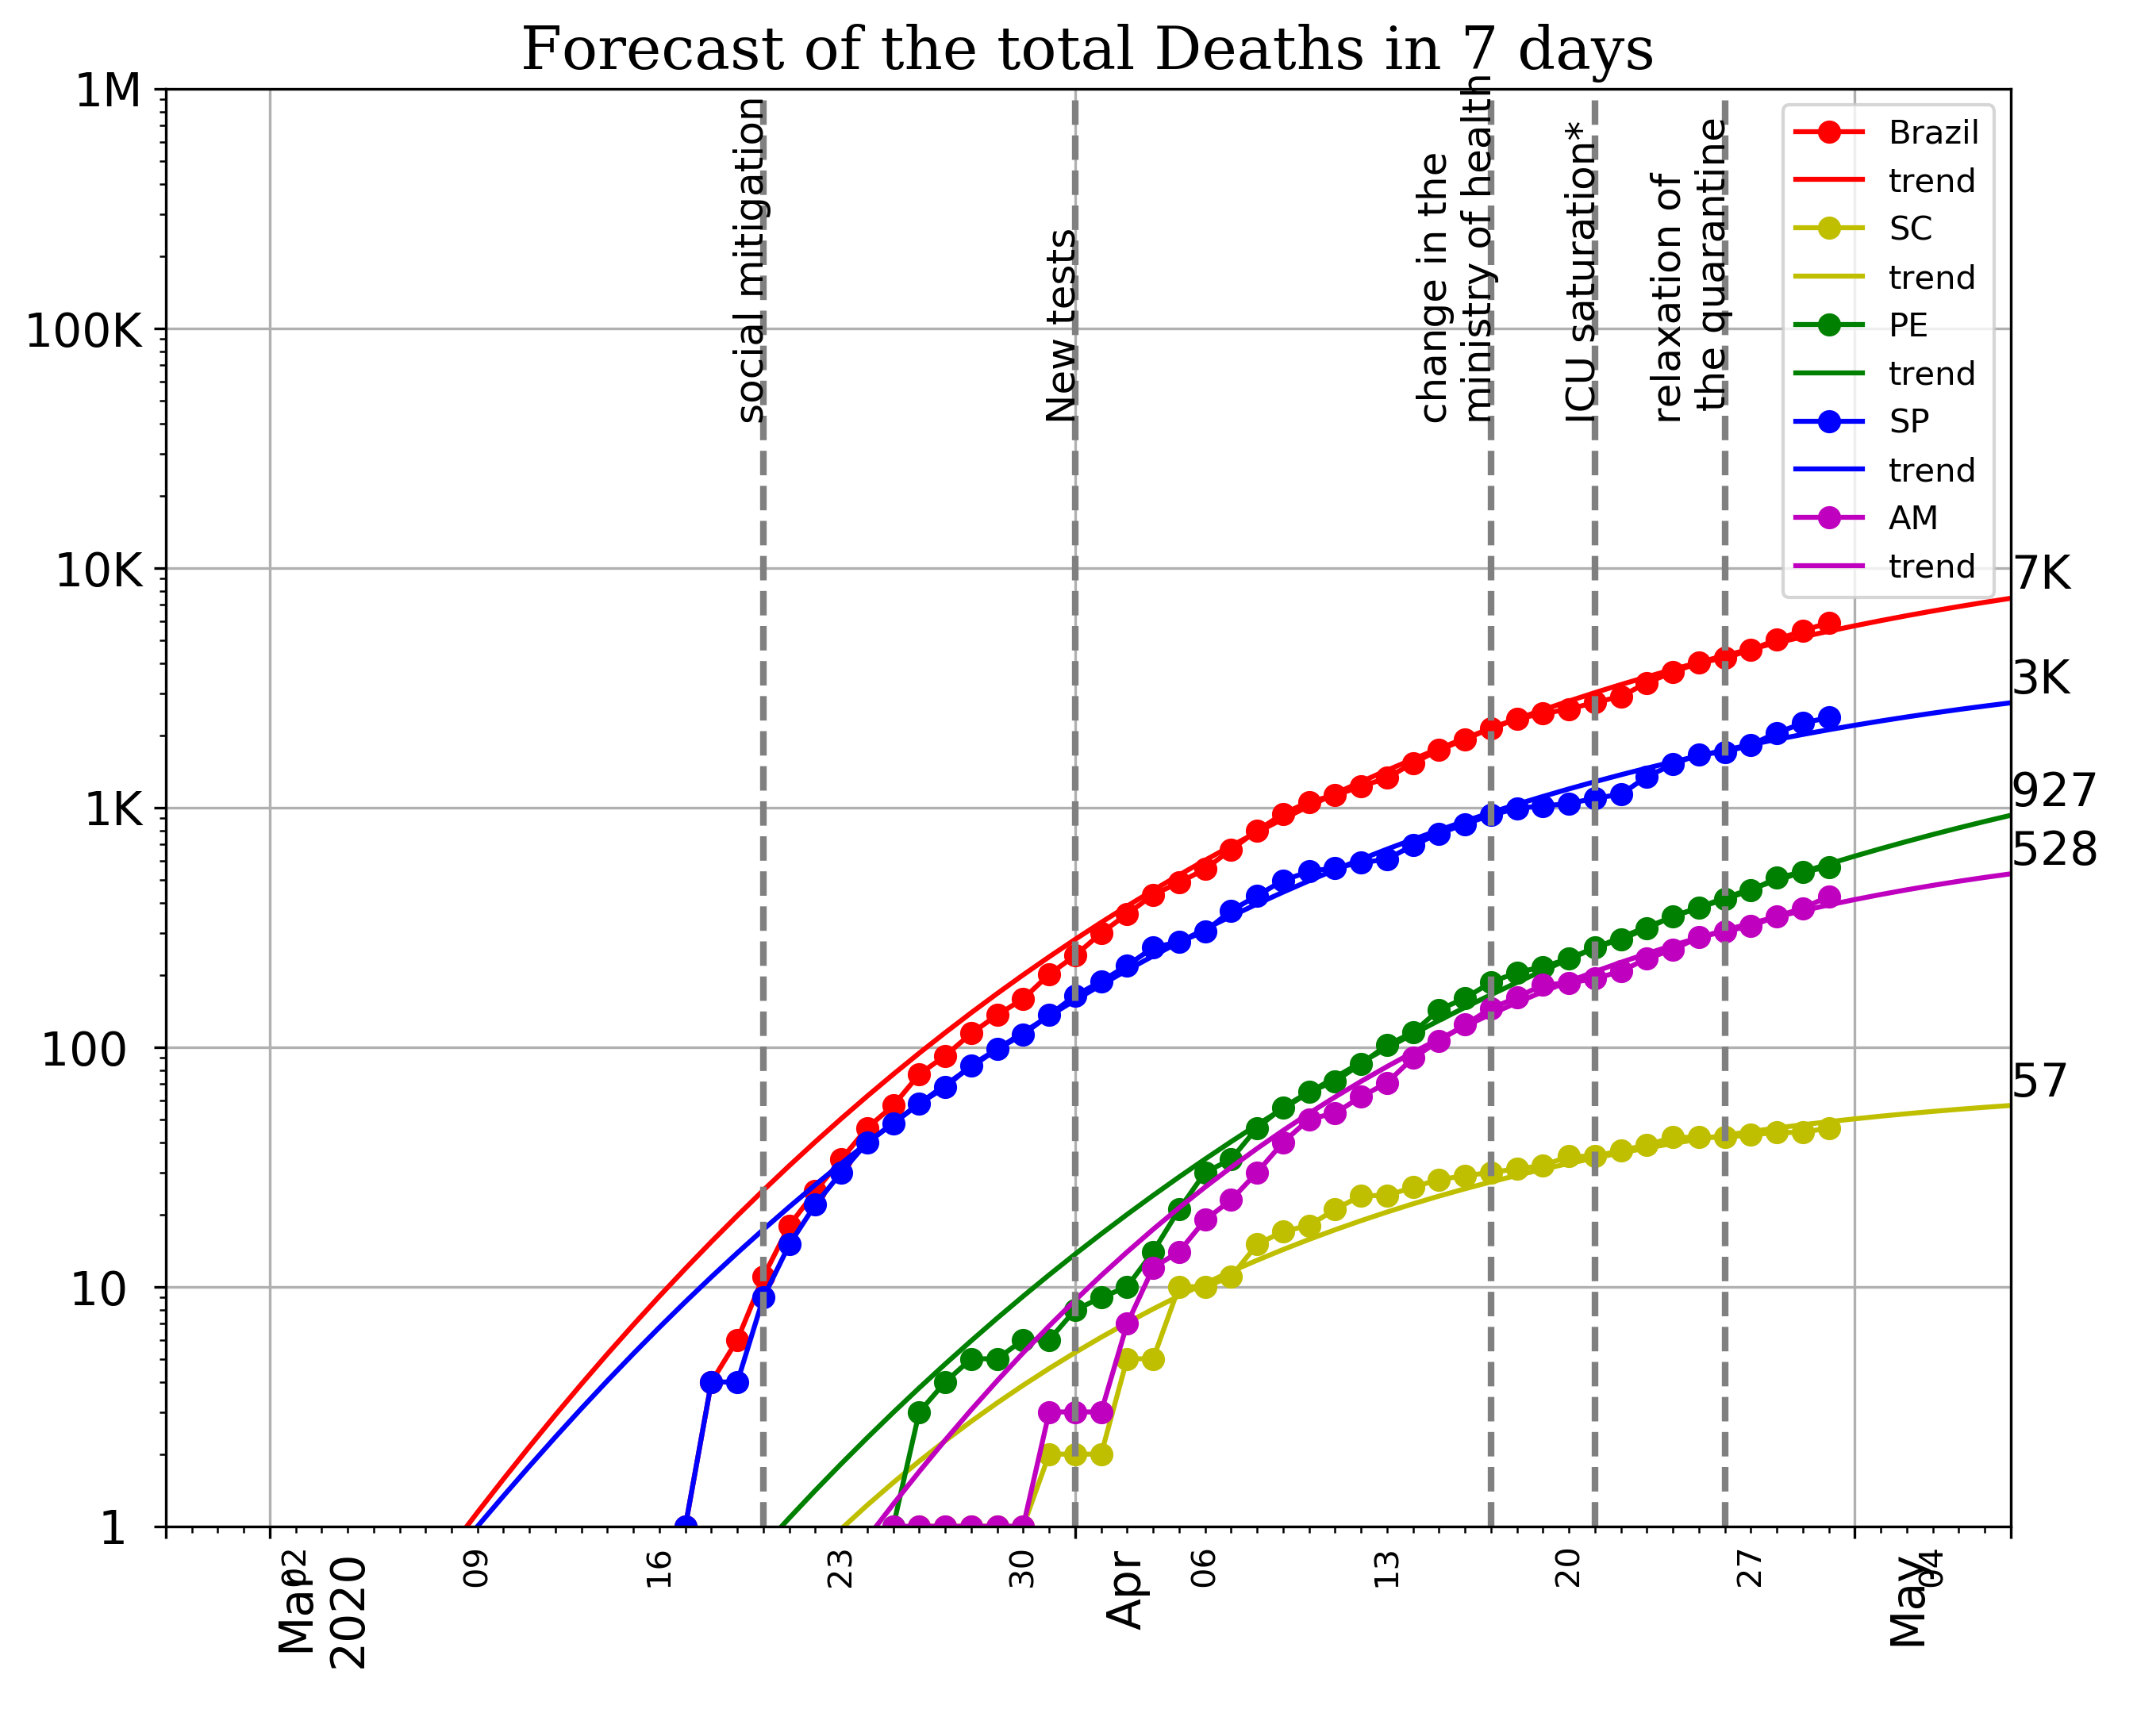 Forecast of the total Deaths in 7 days
1M
100K
10K
1K
100
10
1
social mitigation
New tests
change in the
ministry of health
ICU saturation*
relaxation of
the quarantine
Brazil
trend
SC
trend
PE
trend
SP
trend
AM
trend
7K
3K
927
528
57
02
09
16
23
30
06
13
20
27
04
Mar
2020
Apr
May